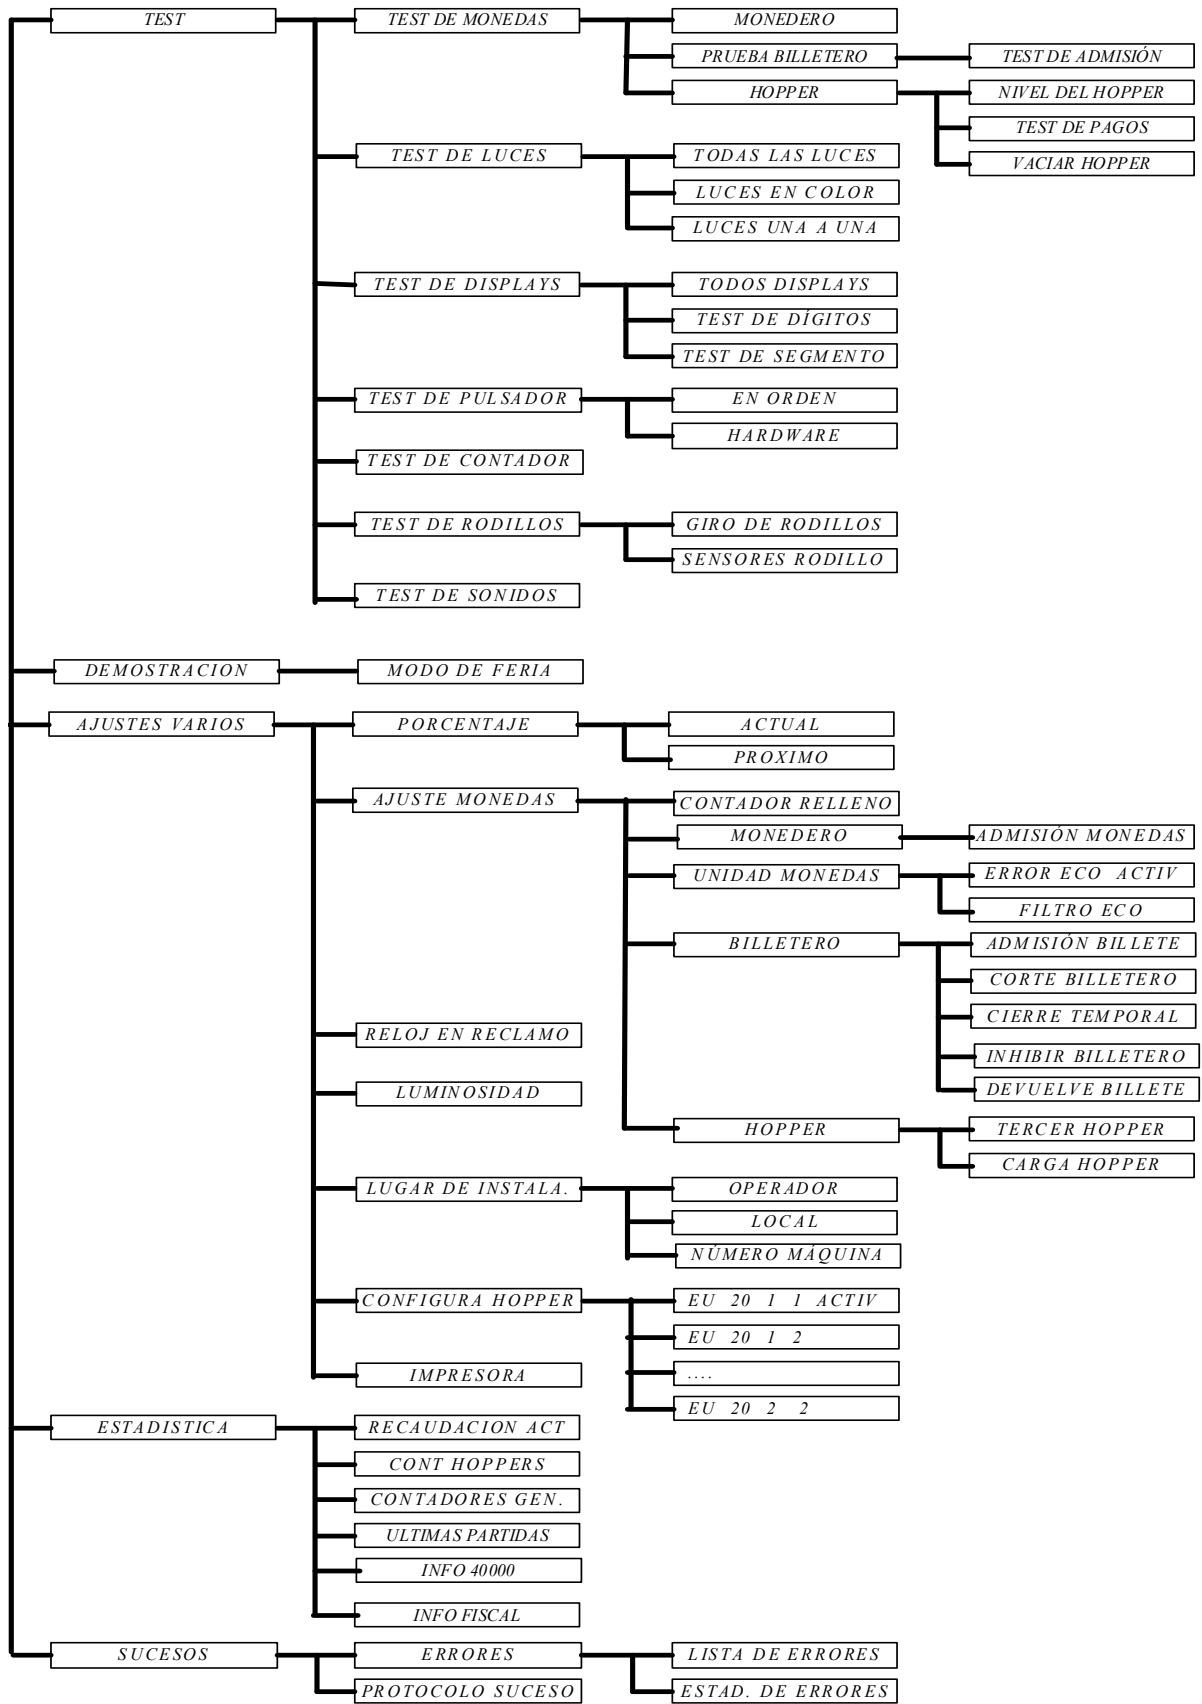 TEST
TEST DE MONEDAS
MONEDERO
PRUEBA BILLETERO
TEST DE ADMISIÓN
HOPPER
NIVEL DEL HOPPER
TEST DE PAGOS
VACIAR HOPPER
TEST DE LUCES
TODAS LAS LUCES
LUCES EN COLOR
LUCES UNA A UNA
TEST DE DISPLAYS
TODOS DISPLAYS
TEST DE DÍGITOS
TEST DE SEGMENTO
TEST DE PULSADOR
EN ORDEN
HARDWARE
TEST DE CONTADOR
TEST DE RODILLOS
GIRO DE RODILLOS
SENSORES RODILLO
TEST DE SONIDOS
DEMOSTRACION
MODO DE FERIA
AJUSTES VARIOS
PORCENTAJE
ACTUAL
PROXIMO
AJUSTE MONEDAS
CONTADOR RELLENO
MONEDERO
ADMISIÓN MONEDAS
UNIDAD MONEDAS
ERROR ECO ACTIV
FILTRO ECO
BILLETERO
ADMISIÓN BILLETE
CORTE BILLETERO
CIERRE TEMPORAL
INHIBIR BILLETERO
DEVUELVE BILLETE
HOPPER
TERCER HOPPER
CARGA HOPPER
RELOJ EN RECLAMO
LUMINOSIDAD
LUGAR DE INSTALA.
OPERADOR
LOCAL
NÚMERO MÁQUINA
CONFIGURA HOPPER
EU 20 1 1 ACTIV
EU 20 1 2
....
EU 20 2 2
IMPRESORA
ESTADISTICA
RECAUDACION ACT
CONT HOPPERS
CONTADORES GEN.
ULTIMAS PARTIDAS
INFO 40000
INFO FISCAL
SUCESOS
ERRORES
LISTA DE ERRORES
ESTAD. DE ERRORES
PROTOCOLO SUCESO